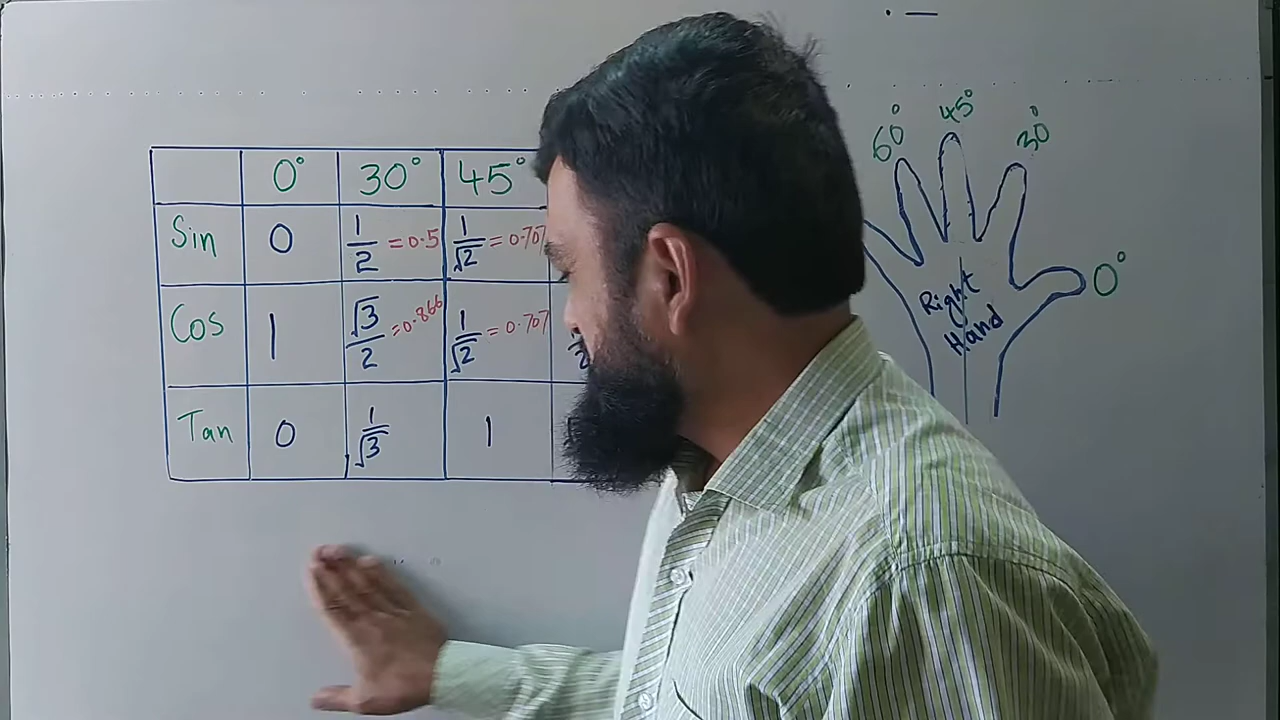 0° 30° 45°
Sin 0 1/2 = 0.5 1/√2 = 0.707
Cos 1 √3/2 = 0.866 1/√2 = 0.707
Tan 0 1/√3 1
60° 45° 30° 0°
Right
Hand